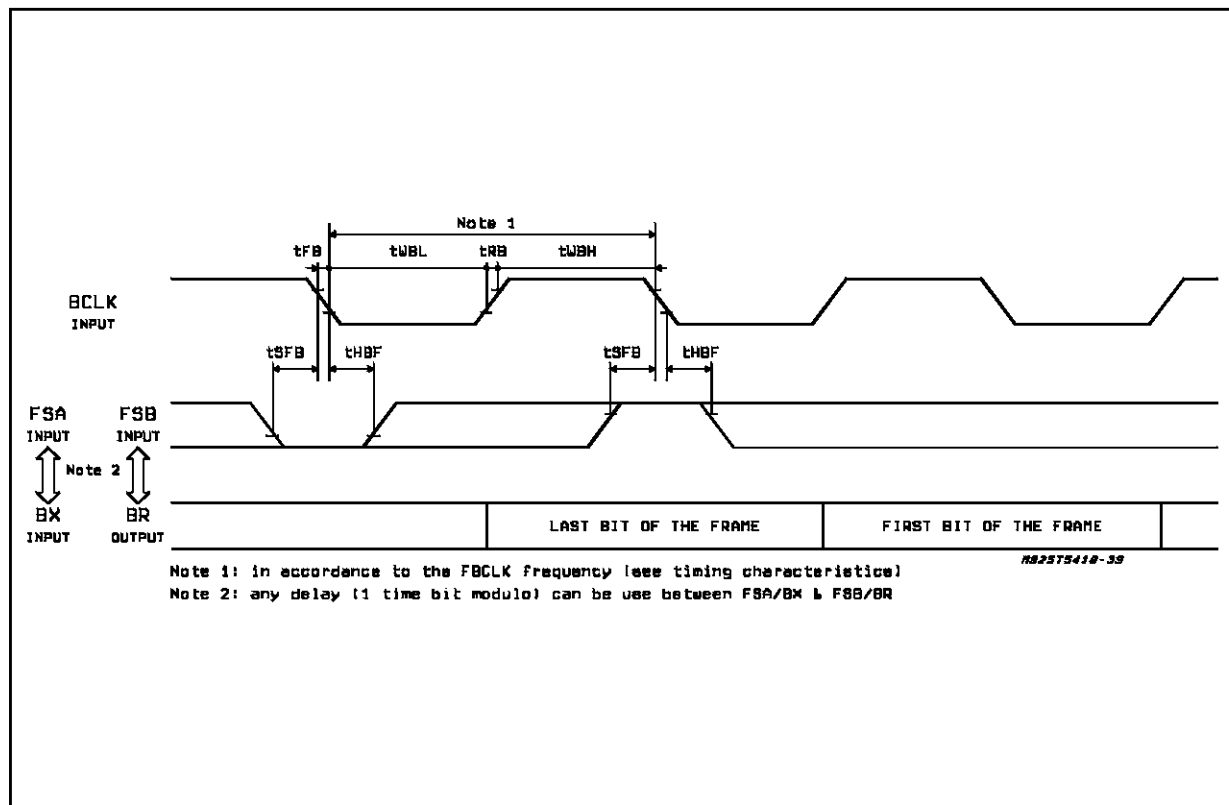 Note 1
tFB tWBL tRB tWBH
BCLK
INPUT
tSFB tHBF tSFB tHBF
FSA FSB
INPUT INPUT
Note 2
BX BR
INPUT OUTPUT
LAST BIT OF THE FRAME FIRST BIT OF THE FRAME
Note 1: in accordance to the FBCLK frequency (see timing characteristics)
Note 2: any delay (1 time bit modulo) can be use between FSA/BX & FSB/BR